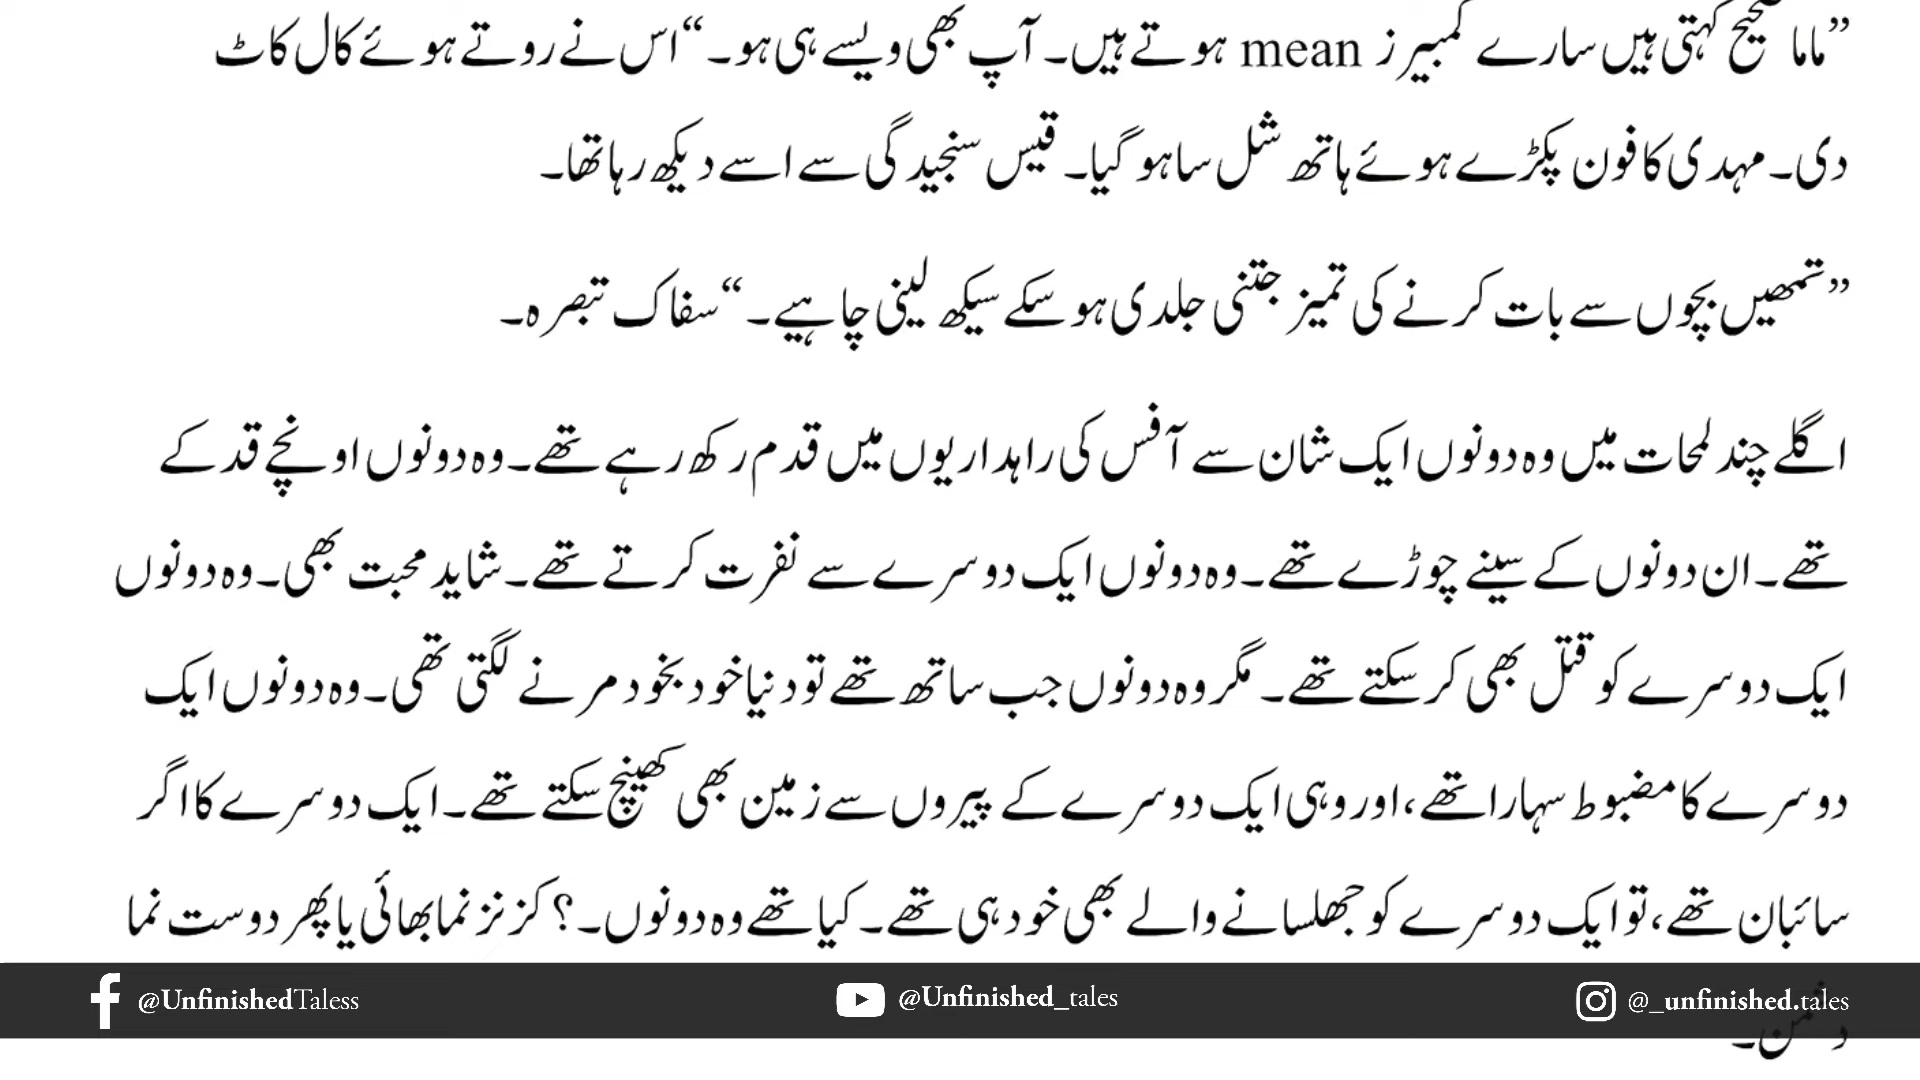 ”ماما صحیح کہتی ہیں سارے کمبیرز mean ہوتے ہیں۔ آپ بھی ویسے ہی ہو۔“ اس نے روتے ہوئے کال کاٹ
دی۔ مہدی کا فون پکڑے ہوئے ہاتھ شل سا ہو گیا۔ قیس سنجیدگی سے اسے دیکھ رہا تھا۔
”تمھیں بچوں سے بات کرنے کی تمیز جتنی جلدی ہو سکے سیکھ لینی چاہیے۔“ سفاک تبصرہ۔
اگلے چند لمحات میں وہ دونوں ایک شان سے آفس کی راہداریوں میں قدم رکھ رہے تھے۔ وہ دونوں اونچے قد کے
تھے۔ ان دونوں کے سینے چوڑے تھے۔ وہ دونوں ایک دوسرے سے نفرت کرتے تھے۔ شاید محبت بھی۔ وہ دونوں
ایک دوسرے کو قتل بھی کر سکتے تھے۔ مگر وہ دونوں جب ساتھ تھے تو دنیا خود بخود مرنے لگتی تھی۔ وہ دونوں ایک
دوسرے کا مضبوط سہارا تھے، اور وہی ایک دوسرے کے پیروں سے زمین بھی کھینچ سکتے تھے۔ ایک دوسرے کا اگر
سائبان تھے، تو ایک دوسرے کو جھلسانے والے بھی خود ہی تھے۔ کیا تھے وہ دونوں۔؟ کزنز نما بھائی یا پھر دوست نما
دشمن۔
@UnfinishedTaless
@Unfinished_tales
@_unfinished.tales